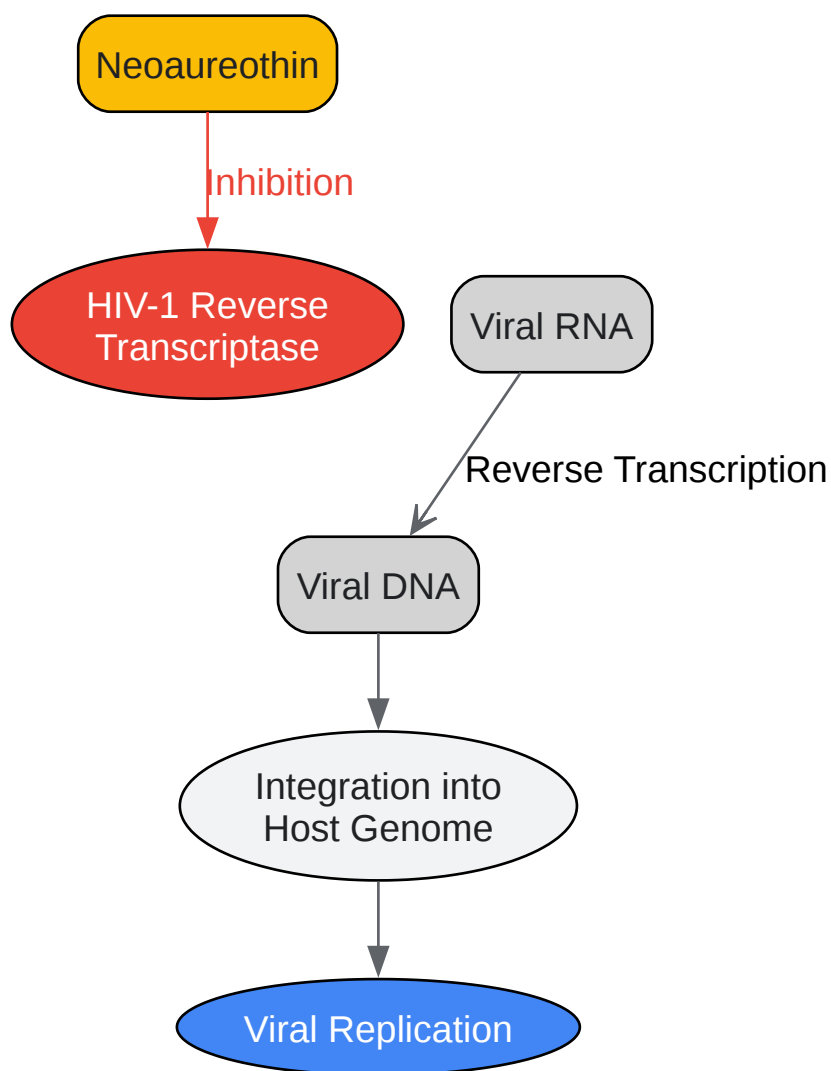 Neoaureothin
Inhibition
HIV-1 Reverse
Transcriptase
Viral RNA
Reverse Transcription
Viral DNA
Integration into
Host Genome
Viral Replication